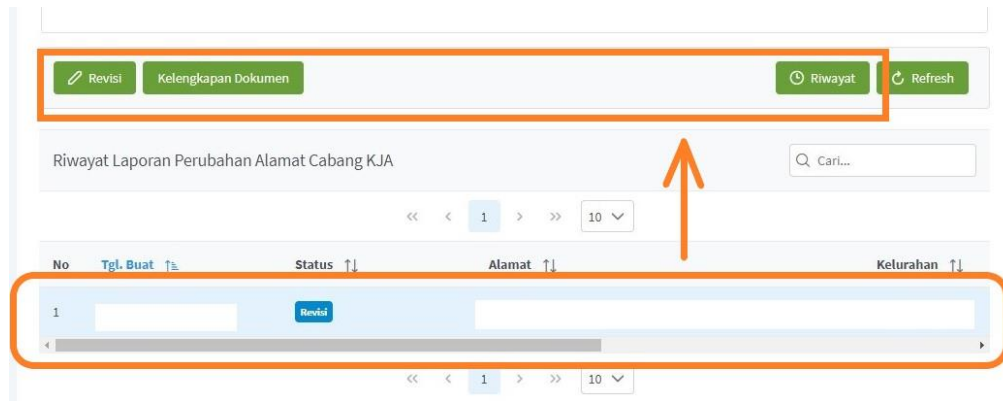 Revisi Kelengkapan Dokumen Riwayat Refresh
Riwayat Laporan Perubahan Alamat Cabang KJA Cari...
<< < 1 > >> 10
No Tgl. Buat Status Alamat Kelurahan
1 Revisi
<< < 1 > >> 10